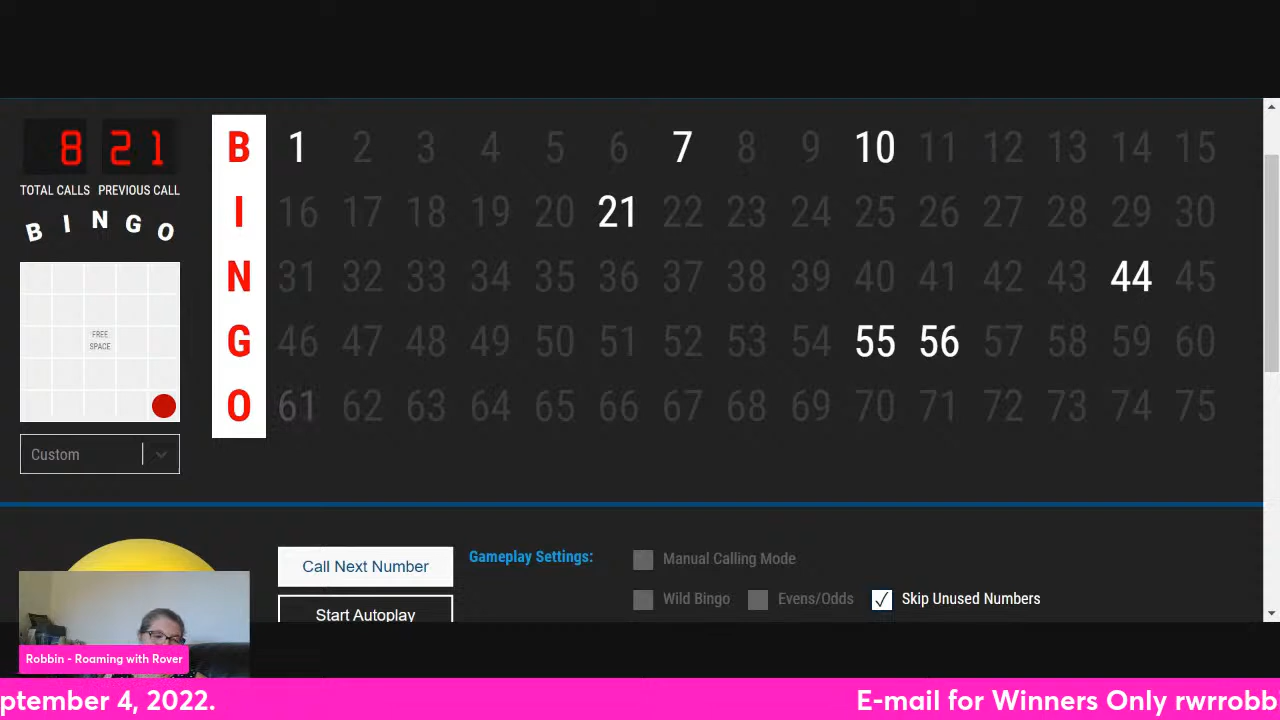 8 21
TOTAL CALLS PREVIOUS CALL
BINGO
FREE
SPACE
Custom
B 1 2 3 4 5 6 7 8 9 10 11 12 13 14 15
I 16 17 18 19 20 21 22 23 24 25 26 27 28 29 30
N 31 32 33 34 35 36 37 38 39 40 41 42 43 44 45
G 46 47 48 49 50 51 52 53 54 55 56 57 58 59 60
O 61 62 63 64 65 66 67 68 69 70 71 72 73 74 75
Call Next Number
Start Autoplay
Gameplay Settings:
Manual Calling Mode
Wild Bingo Evens/Odds Skip Unused Numbers
Robbin - Roaming with Rover
ptember 4, 2022. E-mail for Winners Only rwrrobb